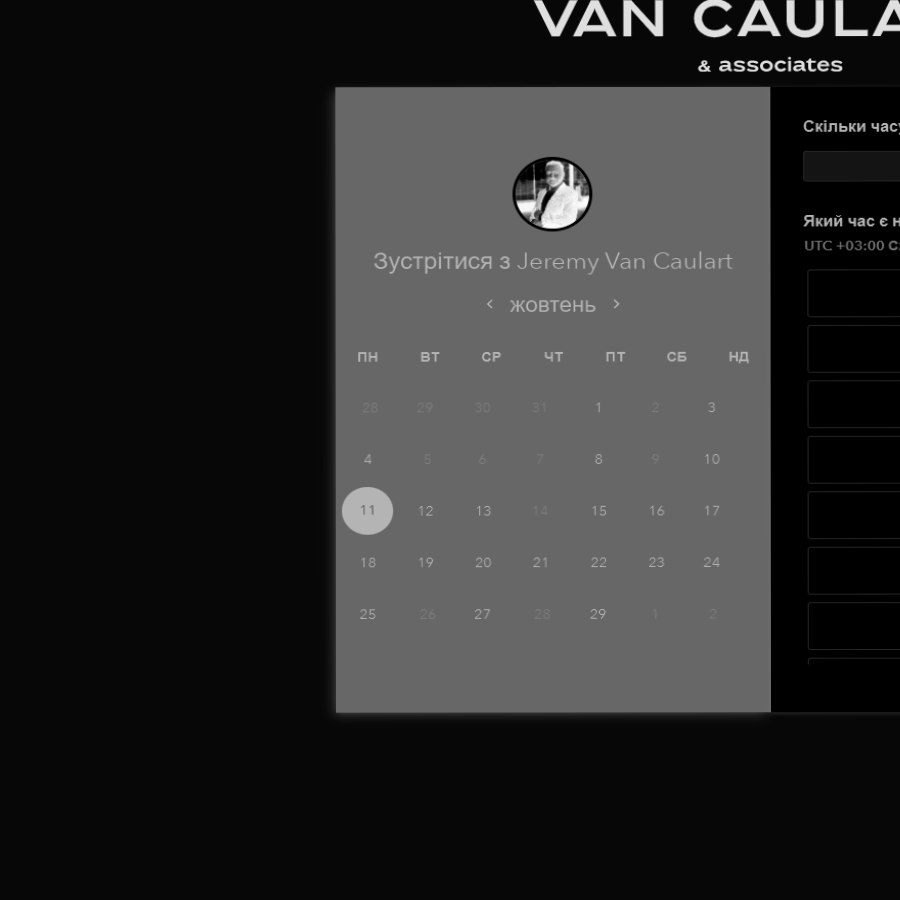 VAN CAULA
& associates
Зустрітися з Jeremy Van Caulart
‹ жовтень ›
ПН ВТ СР ЧТ ПТ СБ НД
28 29 30 31 1 2 3
4 5 6 7 8 9 10
11 12 13 14 15 16 17
18 19 20 21 22 23 24
25 26 27 28 29 1 2
Скільки час
Який час є н
UTC +03:00